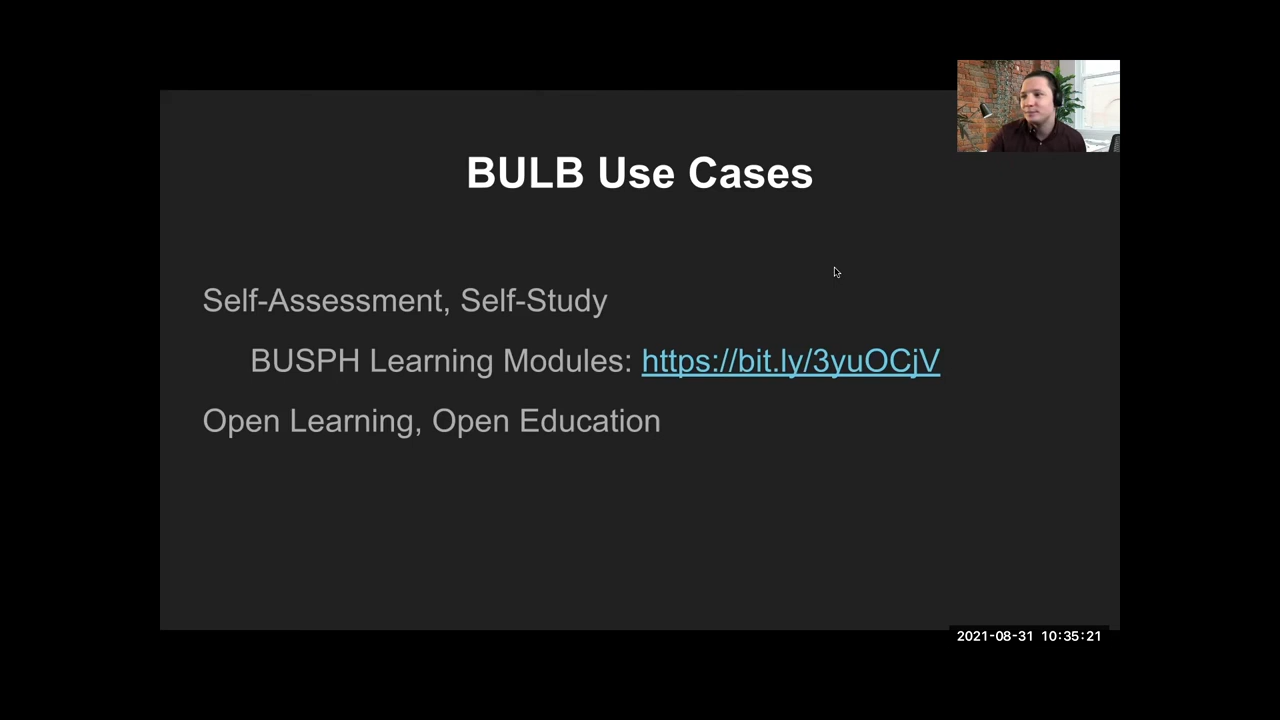 BULB Use Cases
Self-Assessment, Self-Study
BUSPH Learning Modules: https://bit.ly/3yuOCjV
Open Learning, Open Education
2021-08-31 10:35:21